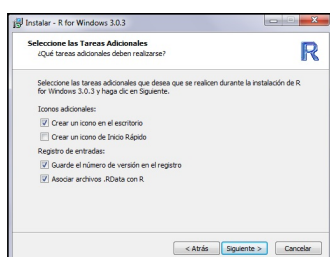 Instalar - R for Windows 3.0.3
Seleccione las Tareas Adicionales
¿Qué tareas adicionales deben realizarse?
R
Seleccione las tareas adicionales que desea que se realicen durante la instalación de R
for Windows 3.0.3 y haga clic en Siguiente.
Iconos adicionales:
Crear un icono en el escritorio
Crear un icono de Inicio Rápido
Registro de entradas:
Guarde el número de versión en el registro
Asociar archivos .RData con R
< Atrás
Siguiente >
Cancelar